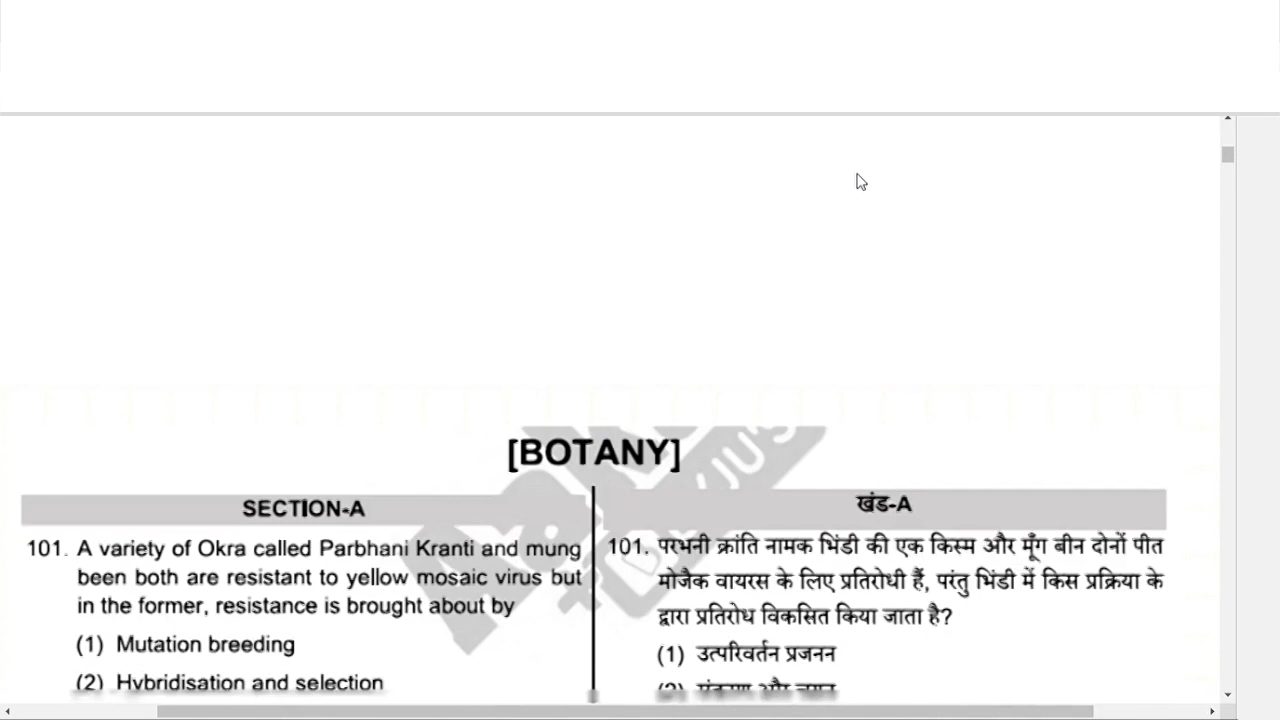 [BOTANY]
SECTION-A
101. A variety of Okra called Parbhani Kranti and mung
been both are resistant to yellow mosaic virus but
in the former, resistance is brought about by
(1) Mutation breeding
(2) Hybridisation and selection
खंड-A
101. परभनी क्रांति नामक भिंडी की एक किस्म और मूँग बीन दोनों पीत
मोजैक वायरस के लिए प्रतिरोधी हैं, परंतु भिंडी में किस प्रक्रिया के
द्वारा प्रतिरोध विकसित किया जाता है?
(1) उत्परिवर्तन प्रजनन